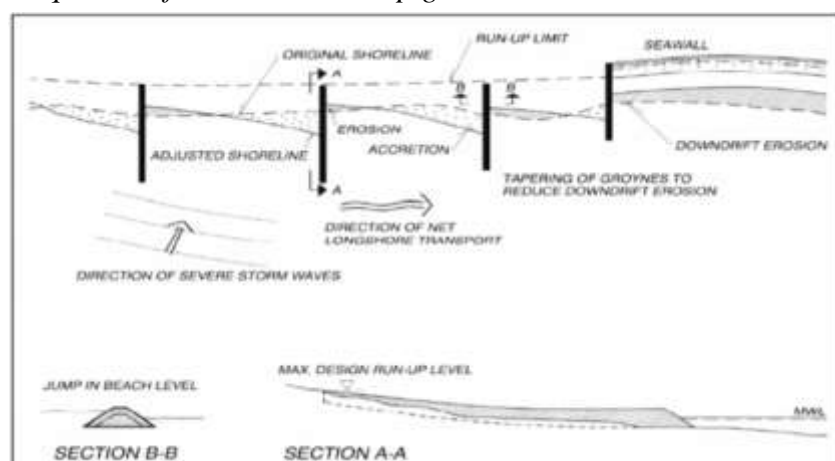 ORIGINAL SHORELINE
RUN-UP LIMIT
SEAWALL
A
B
B
EROSION
ADJUSTED SHORELINE
ACCRETION
DOWNDRIFT EROSION
A
TAPERING OF GROYNES TO
REDUCE DOWNDRIFT EROSION
DIRECTION OF NET
LONGSHORE TRANSPORT
DIRECTION OF SEVERE STORM WAVES
MAX. DESIGN RUN-UP LEVEL
JUMP IN BEACH LEVEL
MWL
SECTION B-B
SECTION A-A